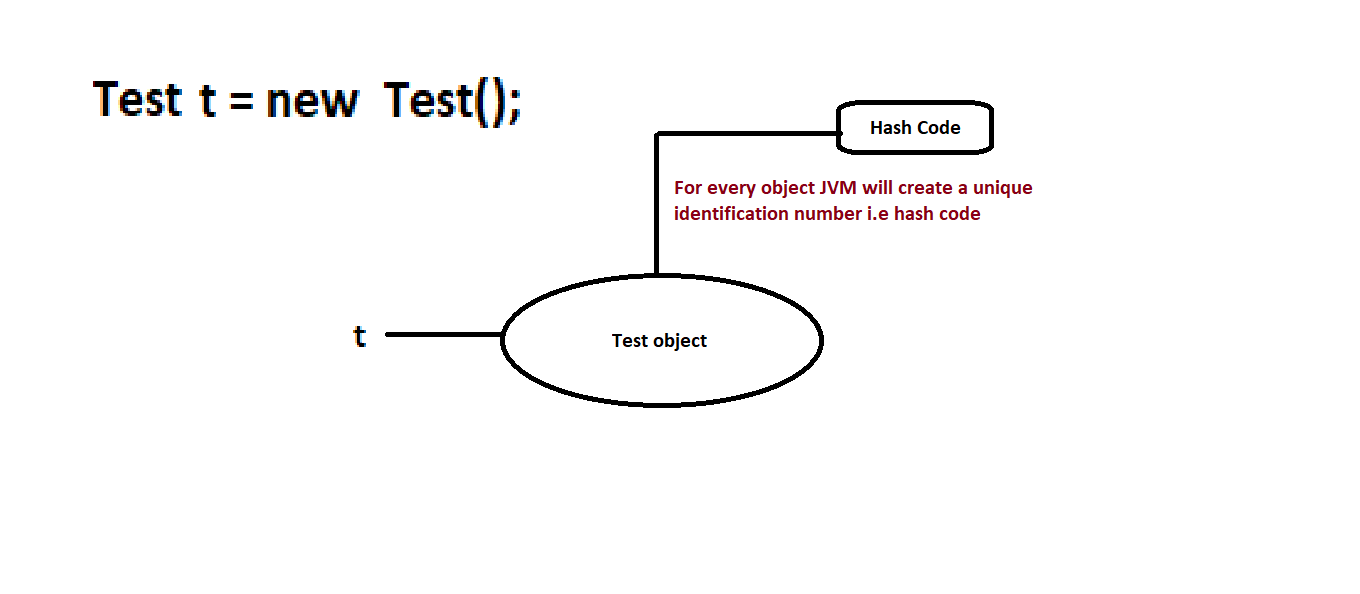 Test t = new Test();
Hash Code
For every object JVM will create a unique
identification number i.e hash code
t
Test object